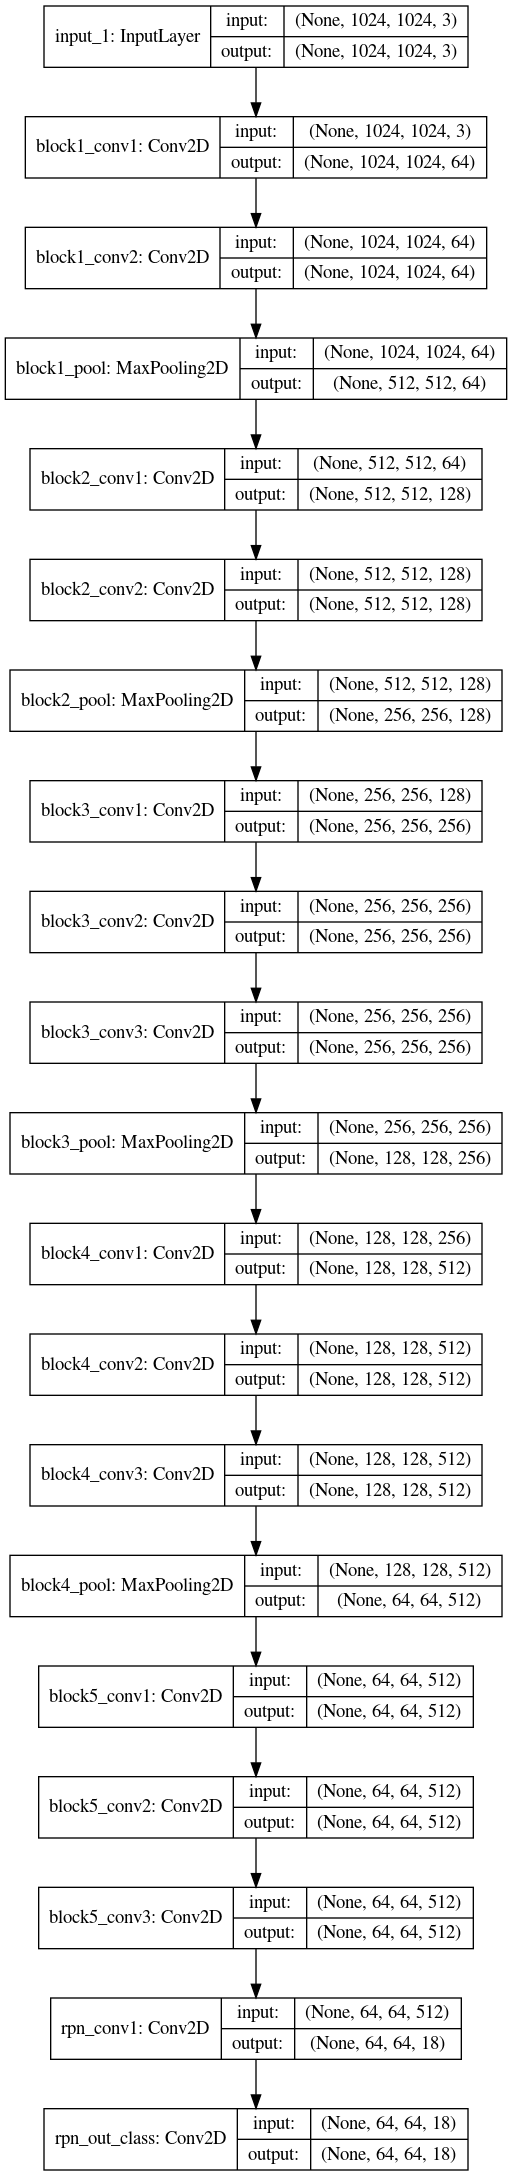 input_1: InputLayer
input: (None, 1024, 1024, 3)
output: (None, 1024, 1024, 3)
block1_conv1: Conv2D
input: (None, 1024, 1024, 3)
output: (None, 1024, 1024, 64)
block1_conv2: Conv2D
input: (None, 1024, 1024, 64)
output: (None, 1024, 1024, 64)
block1_pool: MaxPooling2D
input: (None, 1024, 1024, 64)
output: (None, 512, 512, 64)
block2_conv1: Conv2D
input: (None, 512, 512, 64)
output: (None, 512, 512, 128)
block2_conv2: Conv2D
input: (None, 512, 512, 128)
output: (None, 512, 512, 128)
block2_pool: MaxPooling2D
input: (None, 512, 512, 128)
output: (None, 256, 256, 128)
block3_conv1: Conv2D
input: (None, 256, 256, 128)
output: (None, 256, 256, 256)
block3_conv2: Conv2D
input: (None, 256, 256, 256)
output: (None, 256, 256, 256)
block3_conv3: Conv2D
input: (None, 256, 256, 256)
output: (None, 256, 256, 256)
block3_pool: MaxPooling2D
input: (None, 256, 256, 256)
output: (None, 128, 128, 256)
block4_conv1: Conv2D
input: (None, 128, 128, 256)
output: (None, 128, 128, 512)
block4_conv2: Conv2D
input: (None, 128, 128, 512)
output: (None, 128, 128, 512)
block4_conv3: Conv2D
input: (None, 128, 128, 512)
output: (None, 128, 128, 512)
block4_pool: MaxPooling2D
input: (None, 128, 128, 512)
output: (None, 64, 64, 512)
block5_conv1: Conv2D
input: (None, 64, 64, 512)
output: (None, 64, 64, 512)
block5_conv2: Conv2D
input: (None, 64, 64, 512)
output: (None, 64, 64, 512)
block5_conv3: Conv2D
input: (None, 64, 64, 512)
output: (None, 64, 64, 512)
rpn_conv1: Conv2D
input: (None, 64, 64, 512)
output: (None, 64, 64, 18)
rpn_out_class: Conv2D
input: (None, 64, 64, 18)
output: (None, 64, 64, 18)